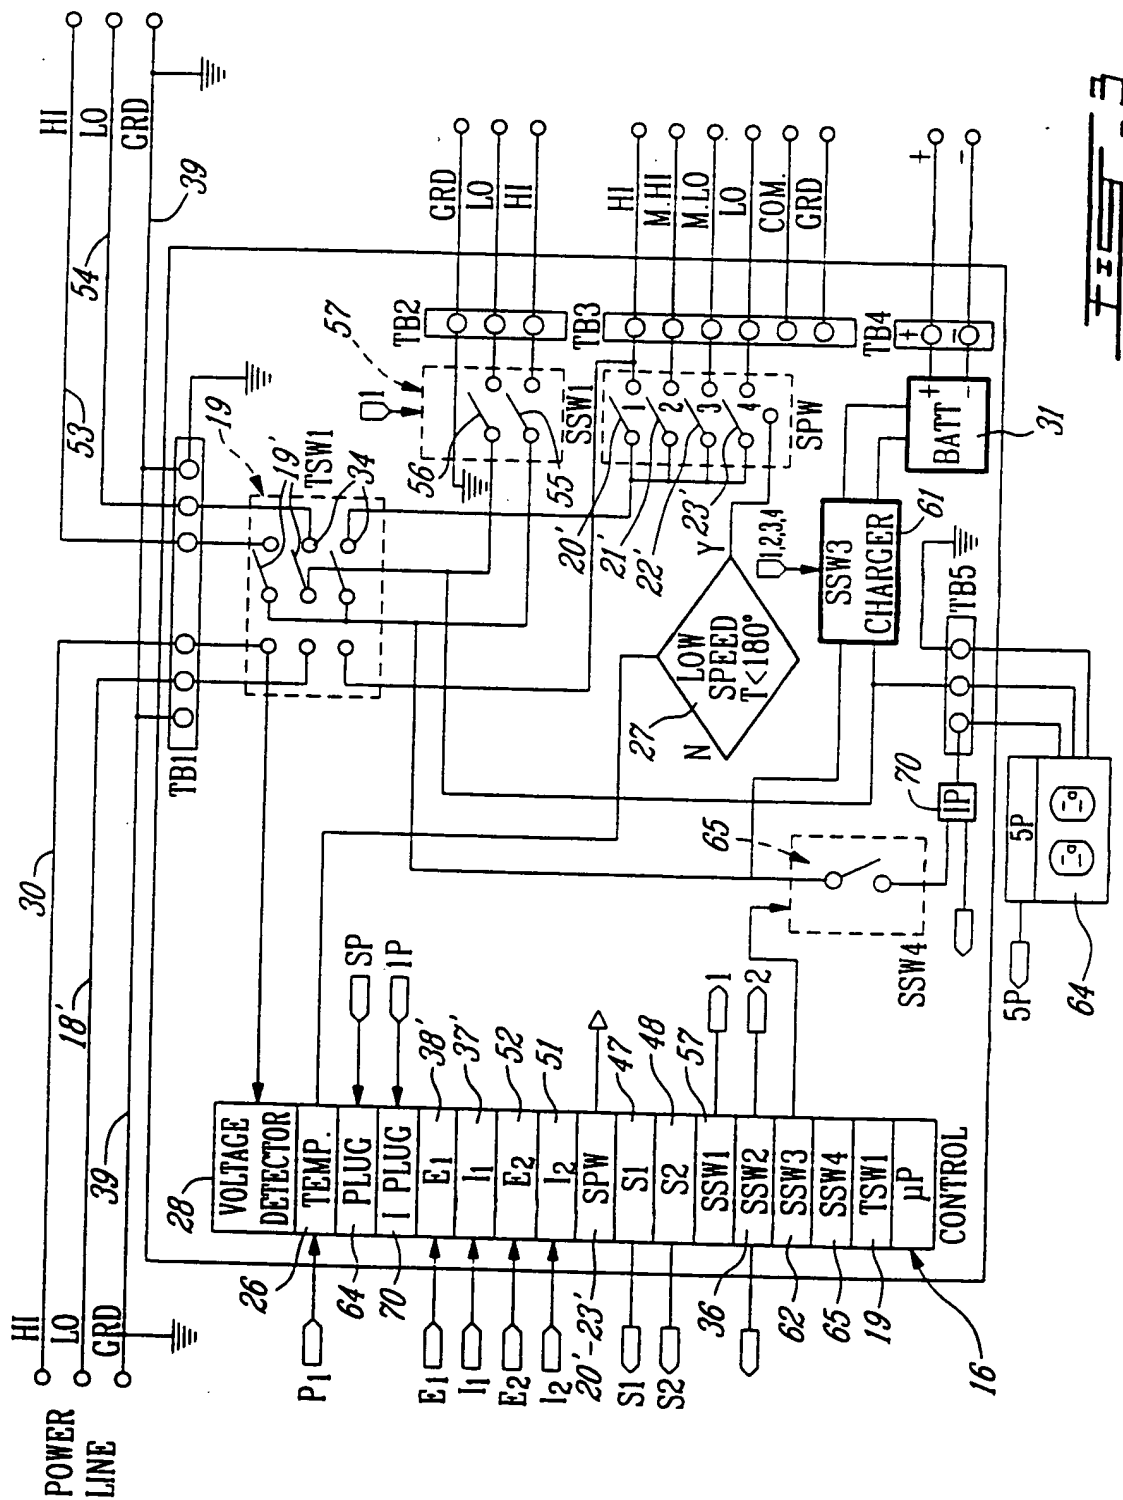 POWER LINE
HI
LO
GRD
30
18'
39
53
54
39
HI
LO
GRD
TB1
19
19'
TSW1
34
57
1
TB2
GRD
LO
HI
56
55
SSW1
TB3
HI
M.HI
M.LO
LO
COM.
GRD
1
2
3
4
20'
21'
22'
23'
SPW
Y
LOW
SPEED
T<180°
27
N
1,2,3,4
SSW3
CHARGER
61
BATT
+
-
31
TB4
+
-
+
-
TB5
IP
70
65
SSW4
5P
5P
64
28
VOLTAGE
DETECTOR
TEMP.
PLUG
I PLUG
E1
I1
E2
I2
SPW
S1
S2
SSW1
SSW2
SSW3
SSW4
TSW1
µP
CONTROL
16
P1
26
64
70
E1
I1
E2
I2
20'-23'
S1
S2
36
62
65
19
SP
IP
38'
37'
52
51
47
48
57
1
2